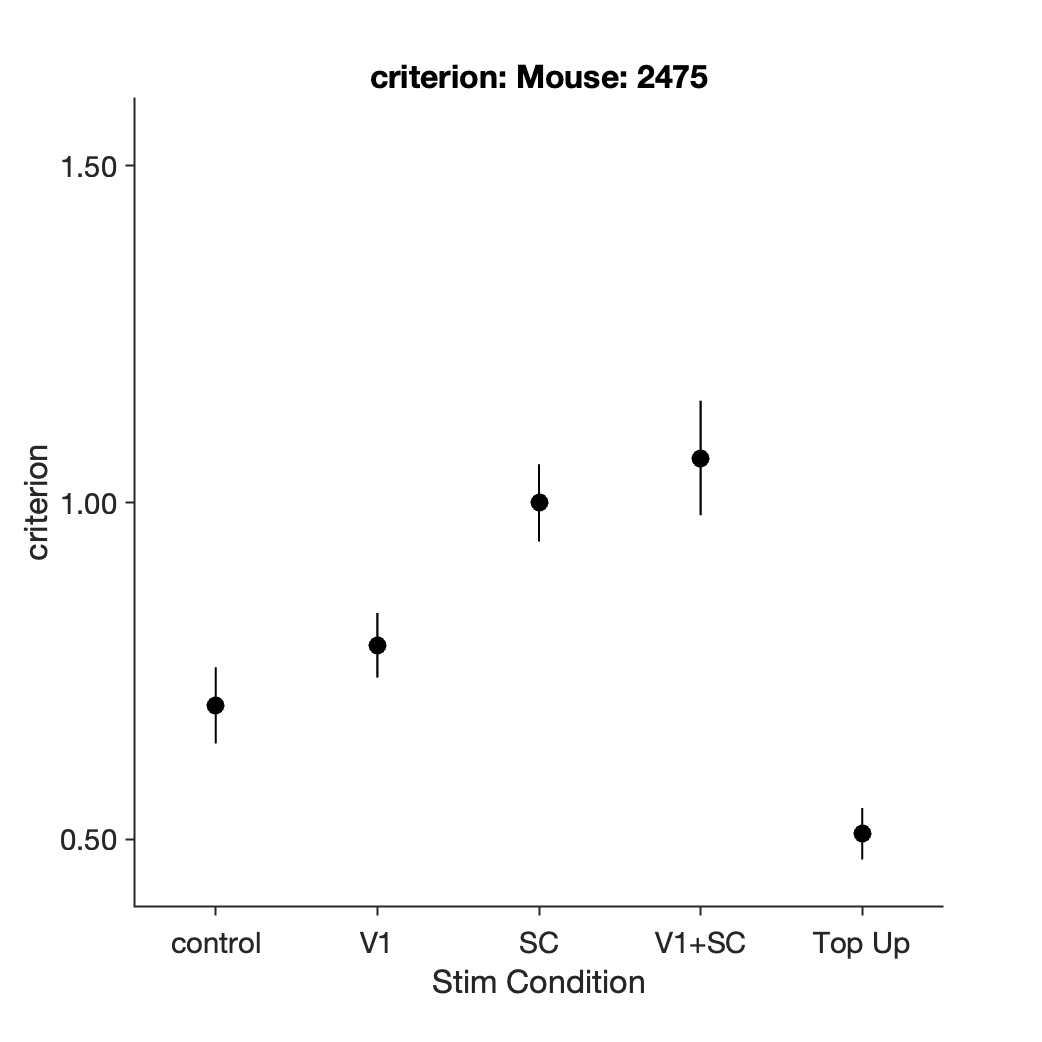 criterion: Mouse: 2475
1.50
1.00
0.50
criterion
control
V1
SC
V1+SC
Top Up
Stim Condition